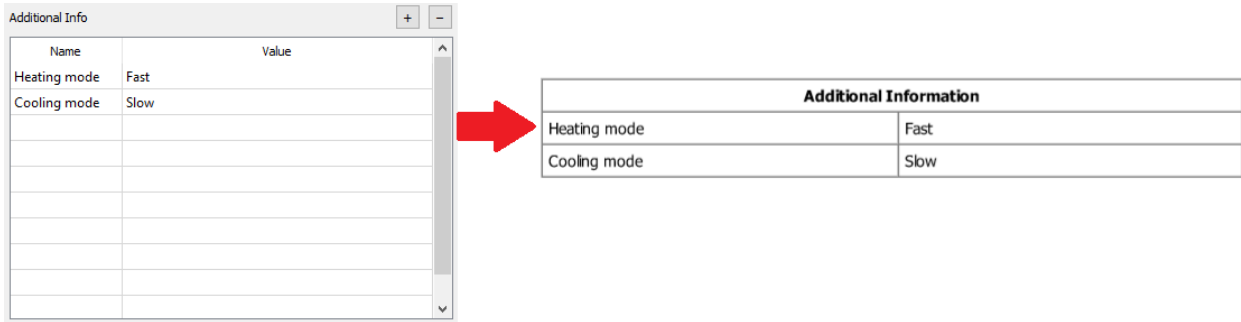 Additional Info + −
Name Value
Heating mode Fast
Cooling mode Slow
Additional Information
Heating mode Fast
Cooling mode Slow